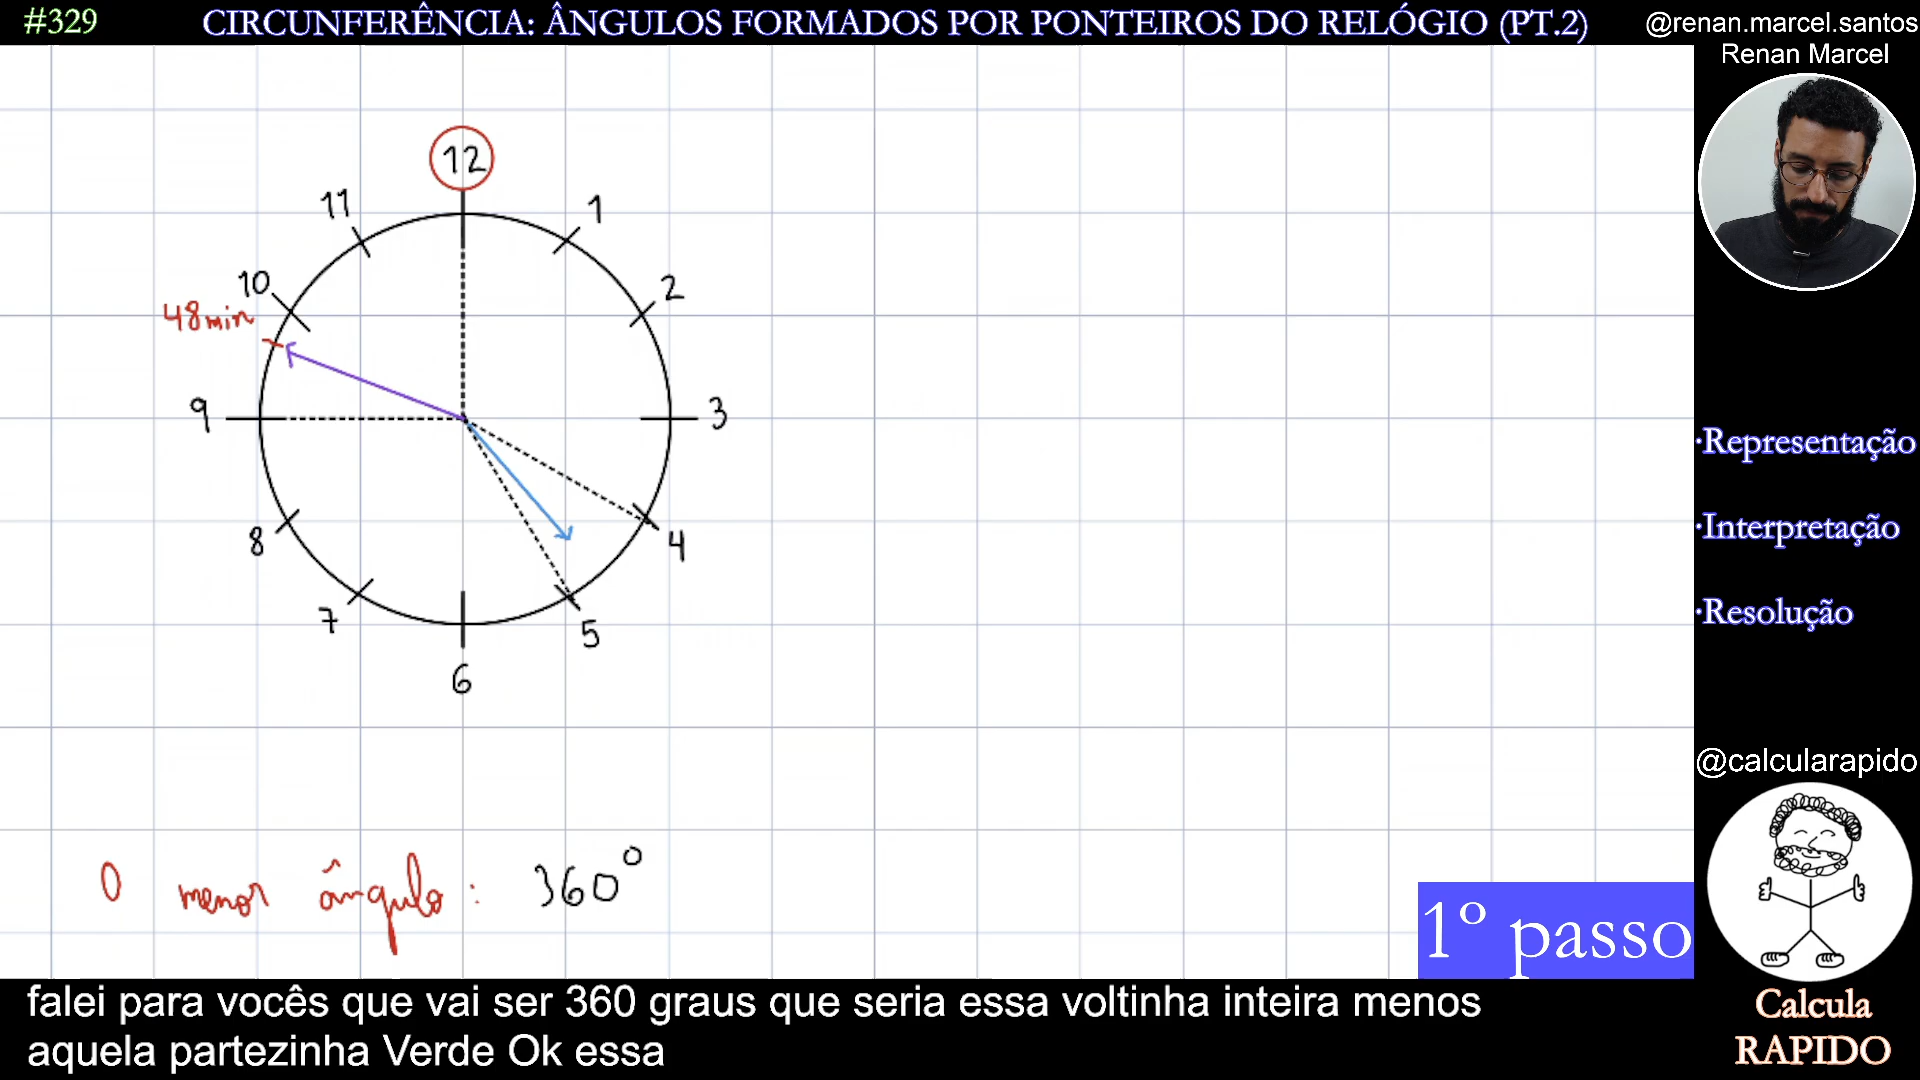 #329
CIRCUNFERÊNCIA: ÂNGULOS FORMADOS POR PONTEIROS DO RELÓGIO (PT.2)
@renan.marcel.santos
Renan Marcel
12
11
1
10
2
48min
9
3
8
4
7
5
6
·Representação
·Interpretação
·Resolução
@calcularapido
O menor ângulo: 360°
1º passo
Calcula
RAPIDO
falei para vocês que vai ser 360 graus que seria essa voltinha inteira menos
aquela partezinha Verde Ok essa